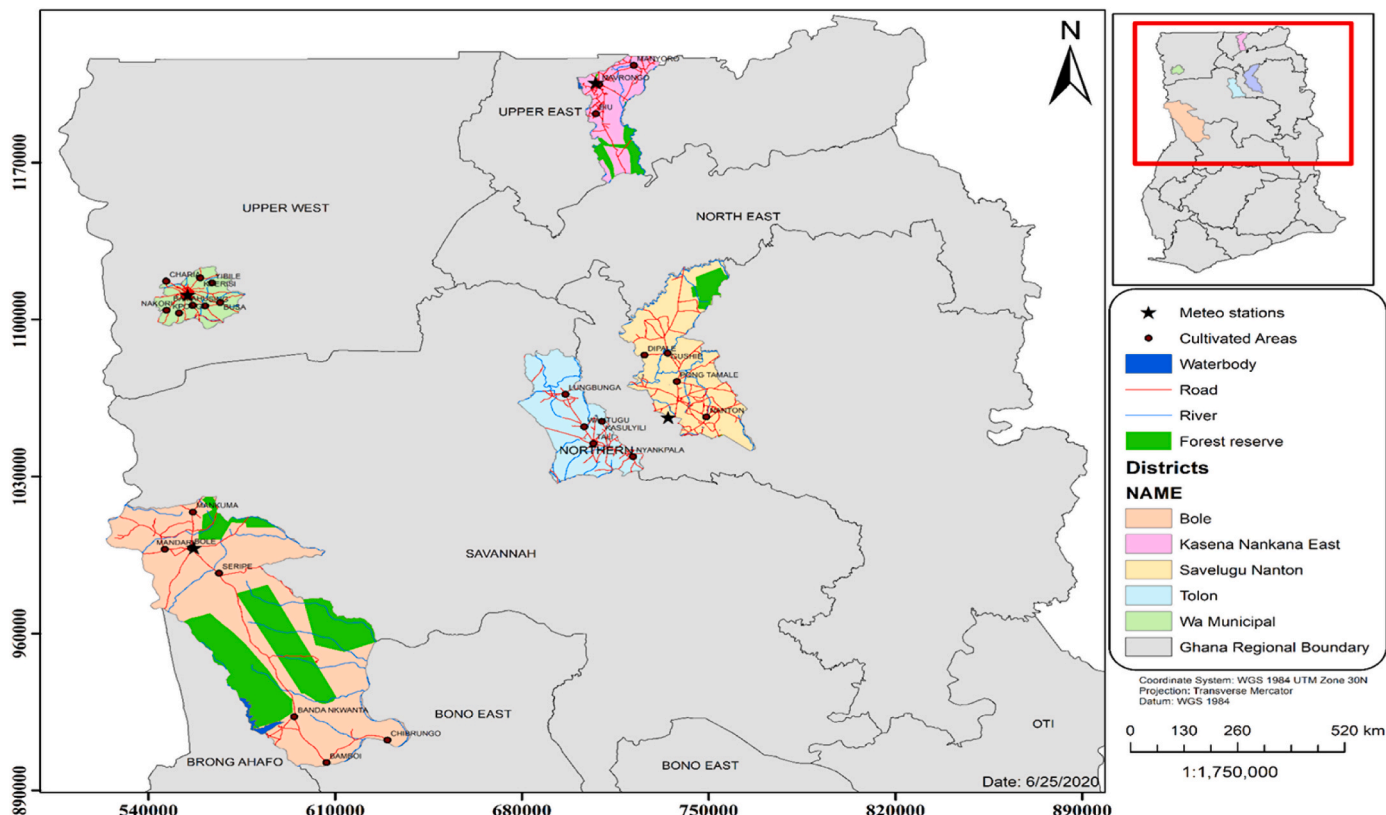 N
MANYORO
NAVRONGO
UPPER EAST
UPPER WEST
NORTH EAST
CHARIA
KPERISI
NAKORI
BUSA
DIPALE
GUSHIE
PONG TAMALE
NANTON
LUNGBUNGA
KASULYILI
NORTHERN
NYANKPALA
MANKUMA
MANDARI
BOLE
SERIPE
SAVANNAH
BANDA NKWANTA
CHIBRUNGO
BAMBOI
BONO EAST
BRONG AHAFO
BONO EAST
OTI
Date: 6/25/2020
1170000
1100000
1030000
960000
890000
540000
610000
680000
750000
820000
890000
Meteo stations
Cultivated Areas
Waterbody
Road
River
Forest reserve
Districts
NAME
Bole
Kasena Nankana East
Savelugu Nanton
Tolon
Wa Municipal
Ghana Regional Boundary
Coordinate System: WGS 1984 UTM Zone 30N
Projection: Transverse Mercator
Datum: WGS 1984
0 130 260 520 km
1:1,750,000